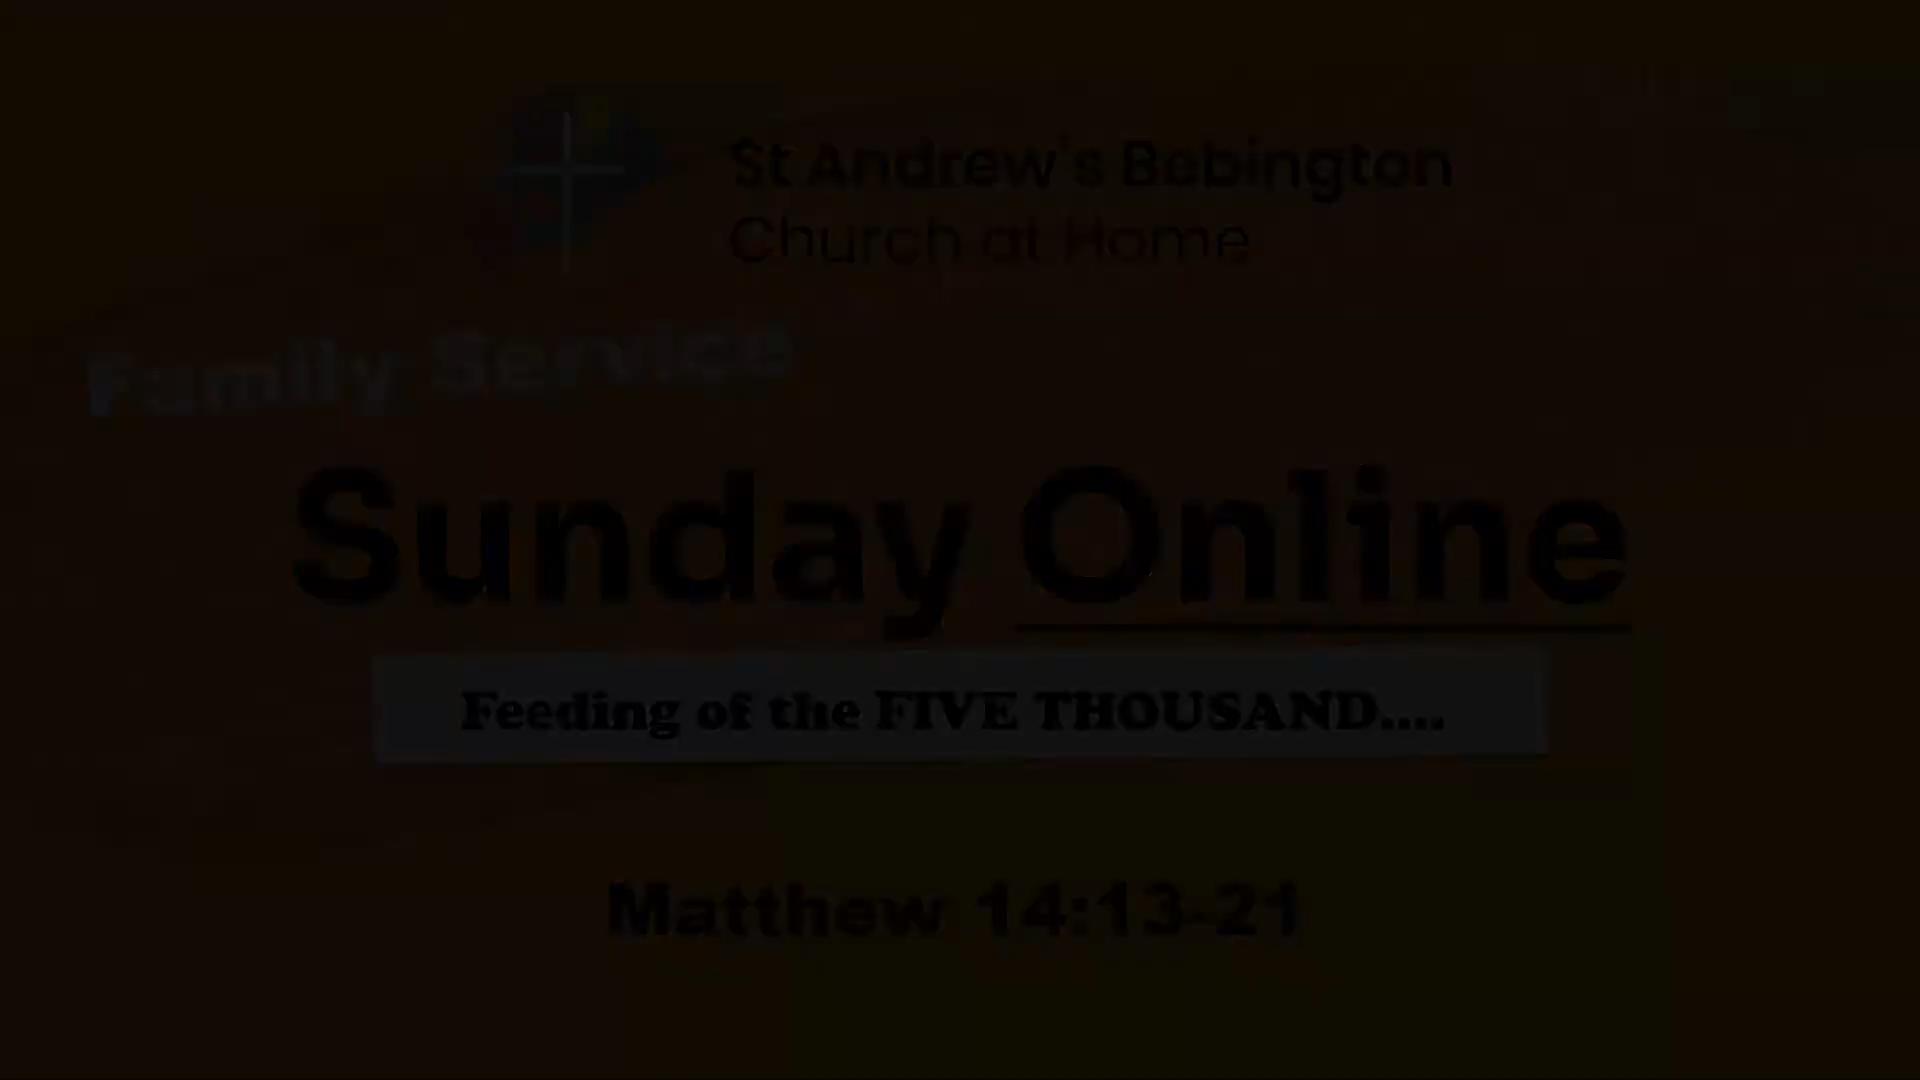 St Andrew's Bebington
Church at Home
Family Service
Sunday Online
Feeding of the FIVE THOUSAND....
Matthew 14:13-21